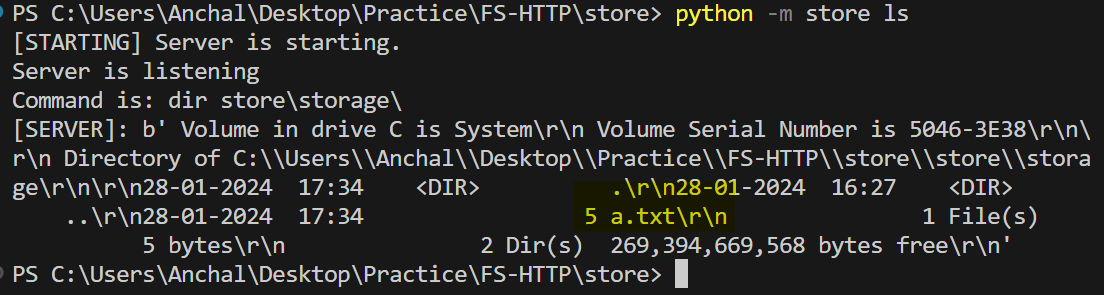 PS C:\Users\Anchal\Desktop\Practice\FS-HTTP\store> python -m store ls
[STARTING] Server is starting.
Server is listening
Command is: dir store\storage\
[SERVER]: b' Volume in drive C is System\r\n Volume Serial Number is 5046-3E38\r\n\
r\n Directory of C:\\Users\\Anchal\\Desktop\\Practice\\FS-HTTP\\store\\store\\stora
ge\r\n\r\n28-01-2024  17:34    <DIR>          .\r\n28-01-2024  16:27    <DIR>
    ..\r\n28-01-2024  17:34                 5 a.txt\r\n               1 File(s)
          5 bytes\r\n               2 Dir(s)  269,394,669,568 bytes free\r\n'
PS C:\Users\Anchal\Desktop\Practice\FS-HTTP\store>